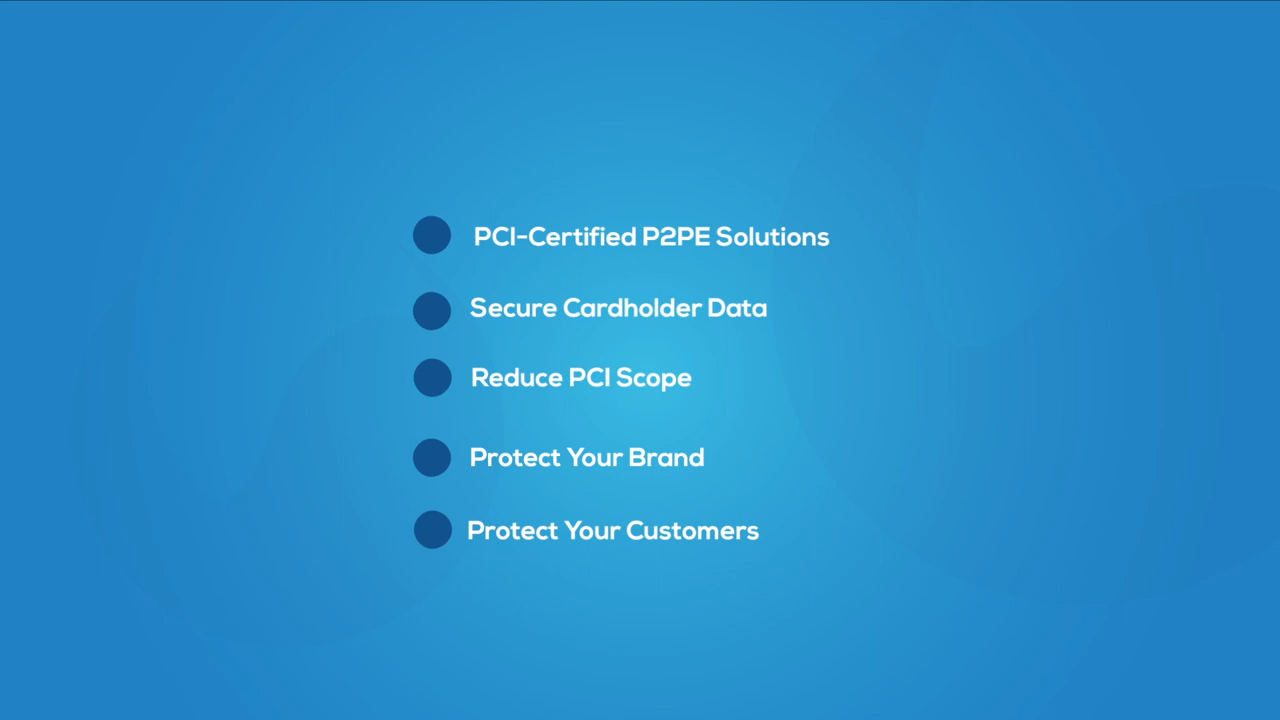 PCI-Certified P2PE Solutions
Secure Cardholder Data
Reduce PCI Scope
Protect Your Brand
Protect Your Customers